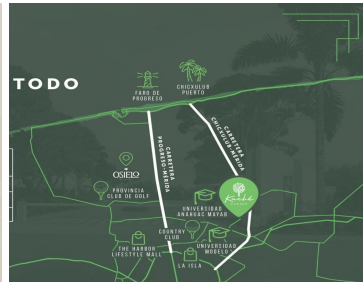 TODO
FARO DE
PROGRESO
CHICXULUB
PUERTO
CARRETERA
PROGRESO-MÉRIDA
CARRETERA
CHICXULUB-MÉRIDA
OSIELO
PROVINCIA
CLUB DE GOLF
UNIVERSIDAD
ANÁHUAC MAYAB
COUNTRY
CLUB
UNIVERSIDAD
MODELO
THE HARBOR
LIFESTYLE MALL
LA ISLA